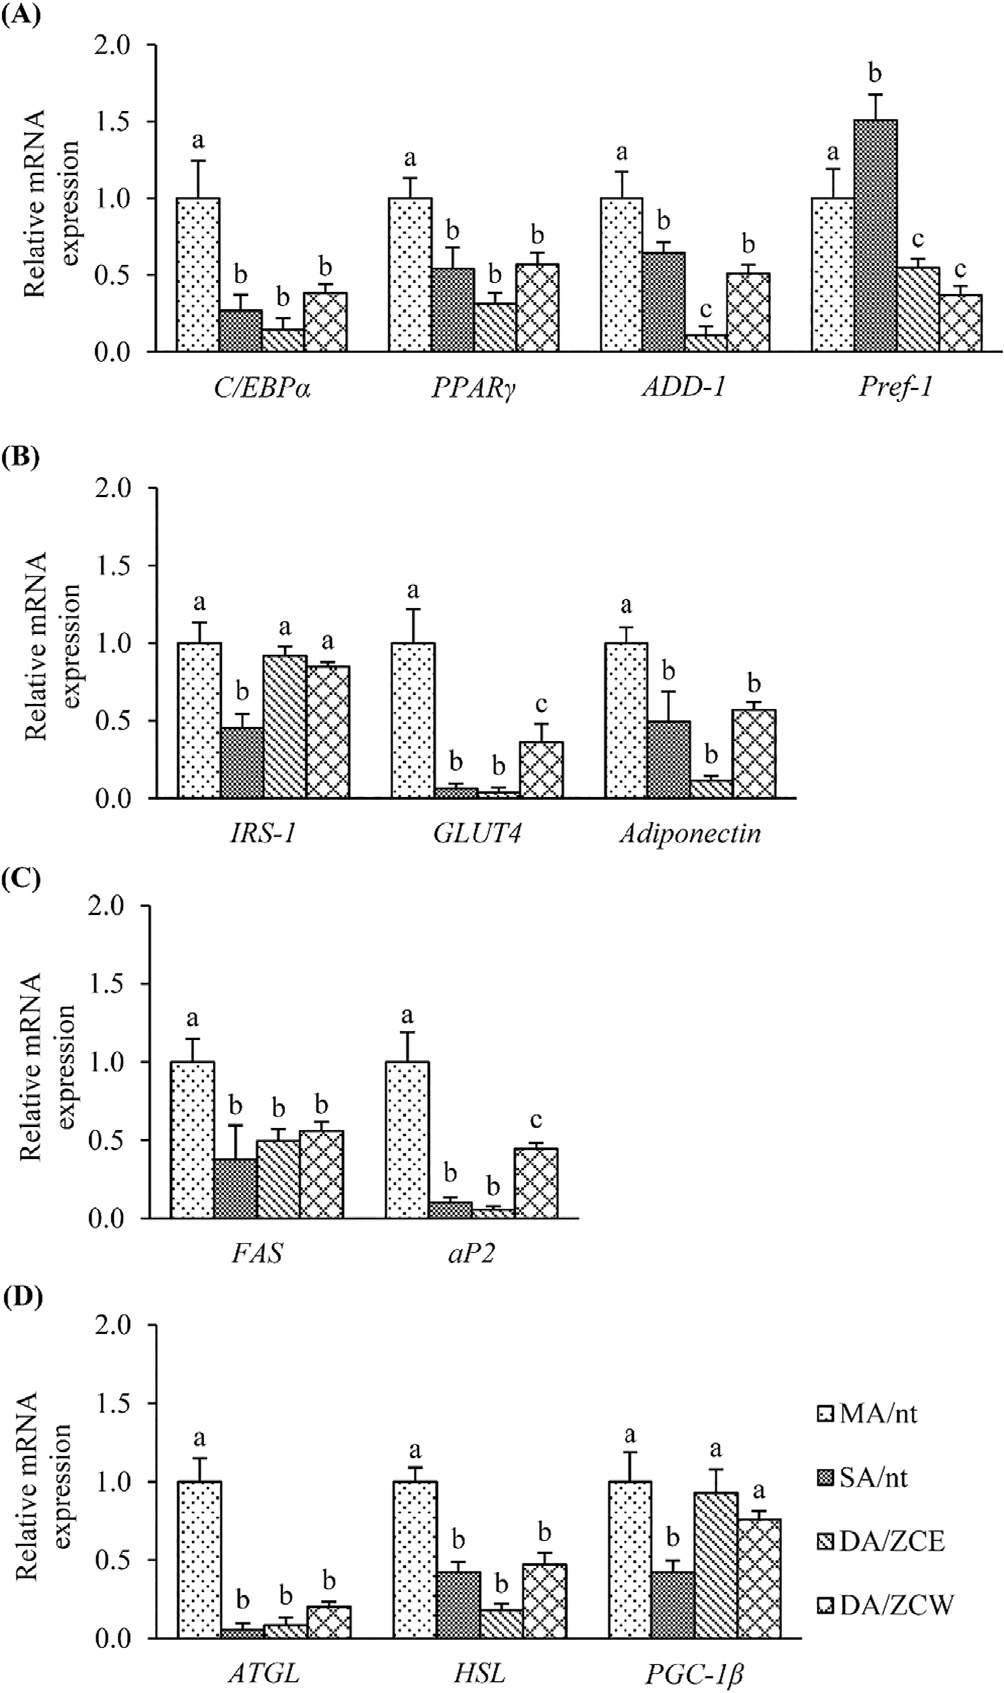 (A)
Relative mRNA
expression
2.0
1.5
1.0
0.5
0.0
a b b b
a b b b
a b c b
a b c c
C/EBPα PPARγ ADD-1 Pref-1
(B)
Relative mRNA
expression
2.0
1.5
1.0
0.5
0.0
a b a a
a b b c
a b b b
IRS-1 GLUT4 Adiponectin
(C)
Relative mRNA
expression
2.0
1.5
1.0
0.5
0.0
a b b b
a b b c
FAS aP2
(D)
Relative mRNA
expression
2.0
1.5
1.0
0.5
0.0
a b b b
a b b b
a b a a
ATGL HSL PGC-1β
MA/nt
SA/nt
DA/ZCE
DA/ZCW